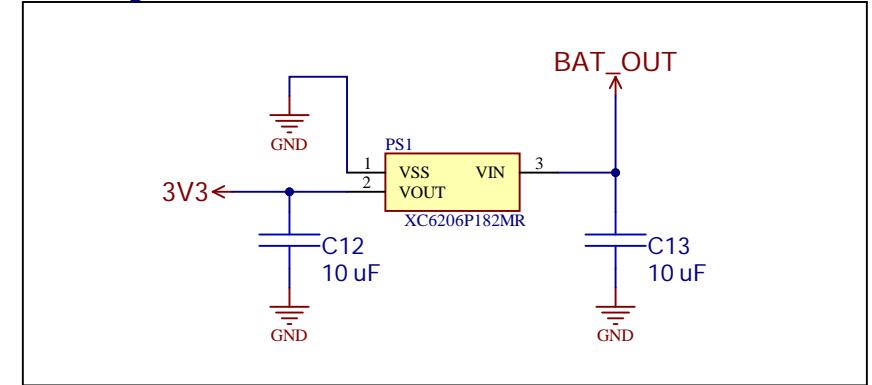 BAT_OUT
GND
PS1
1
VSS
VIN
3
2
VOUT
3V3
XC6206P182MR
C12
10 uF
C13
10 uF
GND
GND